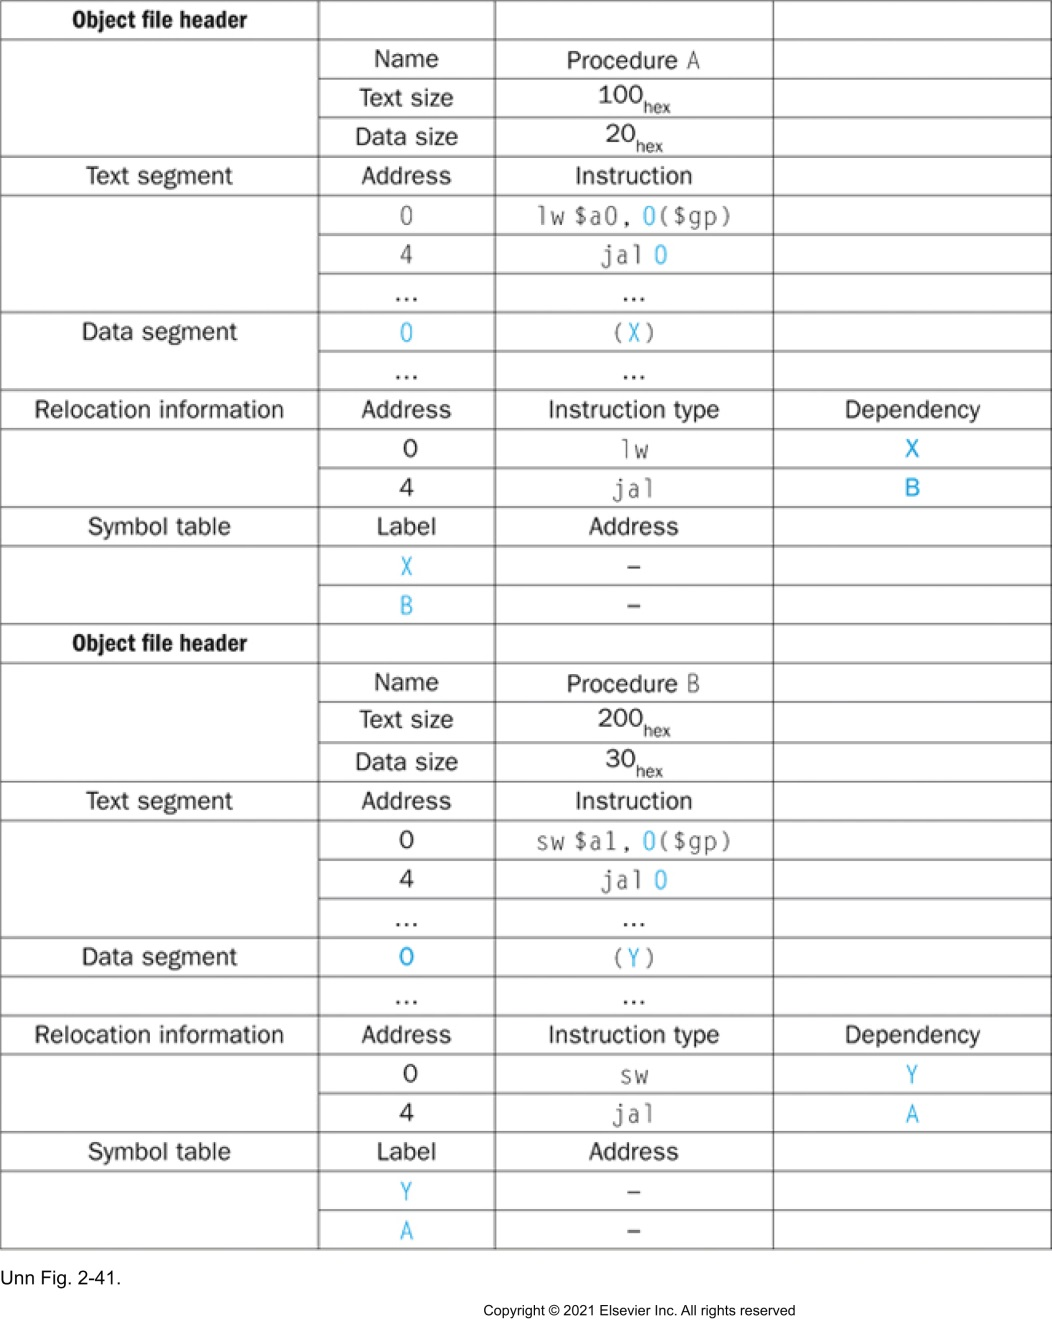 Object file header
Name Procedure A
Text size 100hex
Data size 20hex
Text segment Address Instruction
0 lw $a0, 0($gp)
4 jal 0
... ...
Data segment 0 (X)
... ...
Relocation information Address Instruction type Dependency
0 lw X
4 jal B
Symbol table Label Address
X –
B –
Object file header
Name Procedure B
Text size 200hex
Data size 30hex
Text segment Address Instruction
0 sw $a1, 0($gp)
4 jal 0
... ...
Data segment 0 (Y)
... ...
Relocation information Address Instruction type Dependency
0 sw Y
4 jal A
Symbol table Label Address
Y –
A –
Unn Fig. 2-41.
Copyright © 2021 Elsevier Inc. All rights reserved